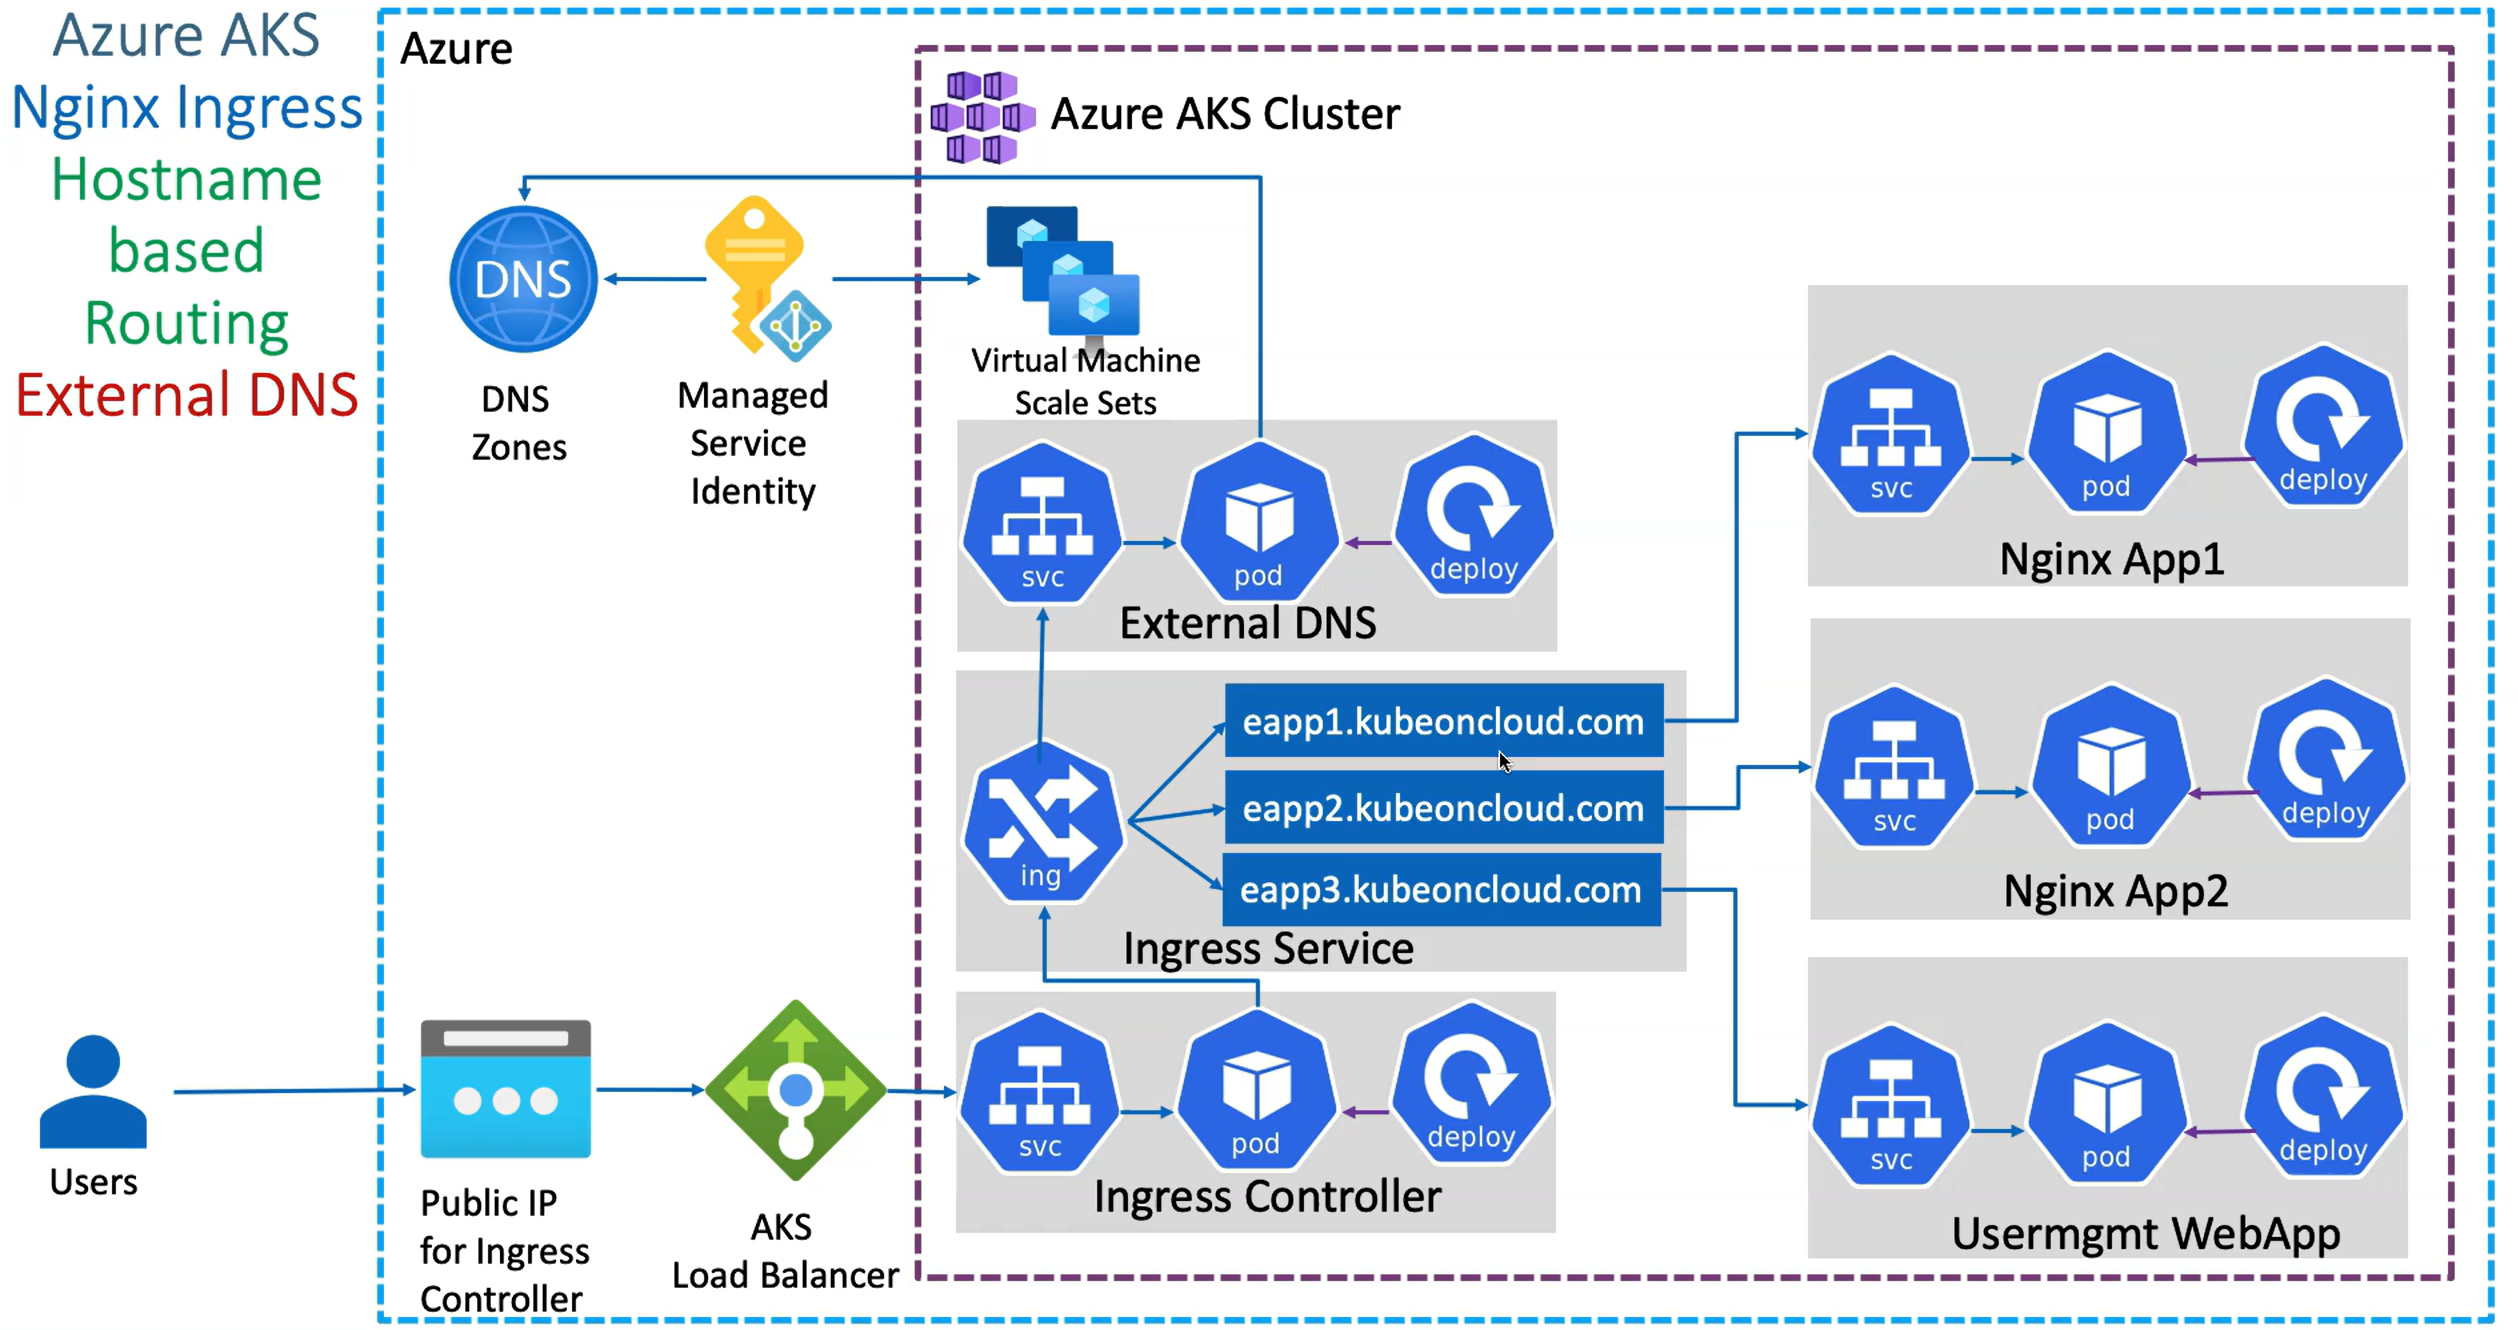 Azure AKS
Nginx Ingress
Hostname
based
Routing
External DNS
Azure
Azure AKS Cluster
DNS
DNS
Zones
Managed
Service
Identity
Virtual Machine
Scale Sets
svc
pod
deploy
External DNS
eapp1.kubeoncloud.com
eapp2.kubeoncloud.com
eapp3.kubeoncloud.com
ing
Ingress Service
svc
pod
deploy
Ingress Controller
Users
Public IP
for Ingress
Controller
AKS
Load Balancer
svc
pod
deploy
Nginx App1
svc
pod
deploy
Nginx App2
svc
pod
deploy
Usermgmt WebApp